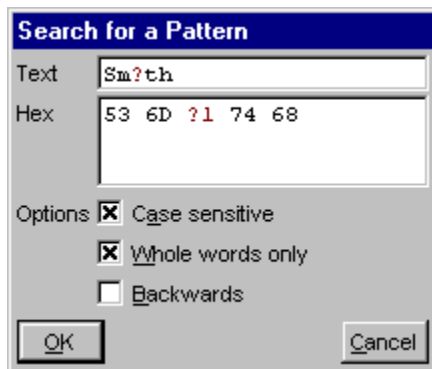 Search for a Pattern
Text Sm?th
Hex 53 6D ?1 74 68
Options Case sensitive
Whole words only
Backwards
OK Cancel